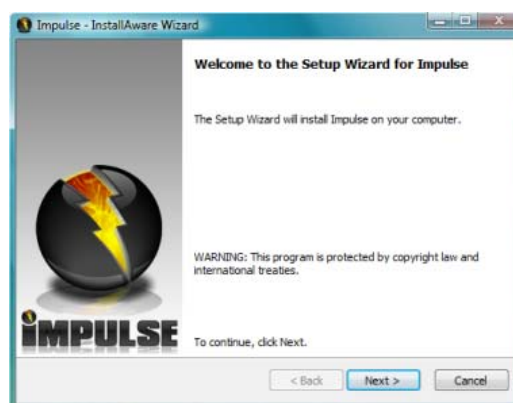 Impulse - InstallAware Wizard
Welcome to the Setup Wizard for Impulse
The Setup Wizard will install Impulse on your computer.
WARNING: This program is protected by copyright law and
international treaties.
iMPULSE
To continue, click Next.
< Back
Next >
Cancel